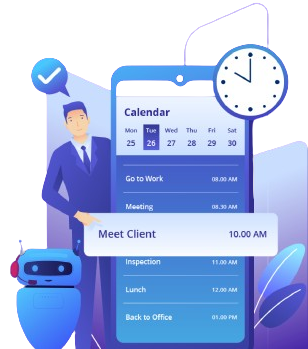 Calendar
Mon Tue Wed Thu Fri Sat
25 26 27 28 29 30
Go to Work 08.00 AM
Meeting 08.30 AM
Meet Client 10.00 AM
Inspection 11.00 AM
Lunch 12.00 AM
Back to Office 01.00 PM